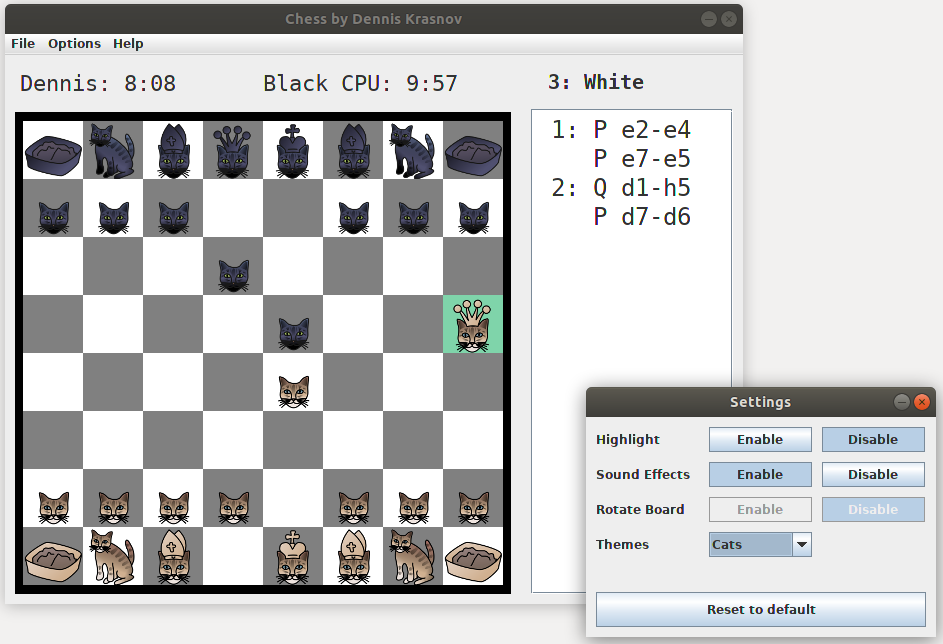 Chess by Dennis Krasnov
File Options Help
Dennis: 8:08 Black CPU: 9:57 3: White
1: P e2-e4
P e7-e5
2: Q d1-h5
P d7-d6
Settings
Highlight Enable Disable
Sound Effects Enable Disable
Rotate Board Enable Disable
Themes Cats
Reset to default